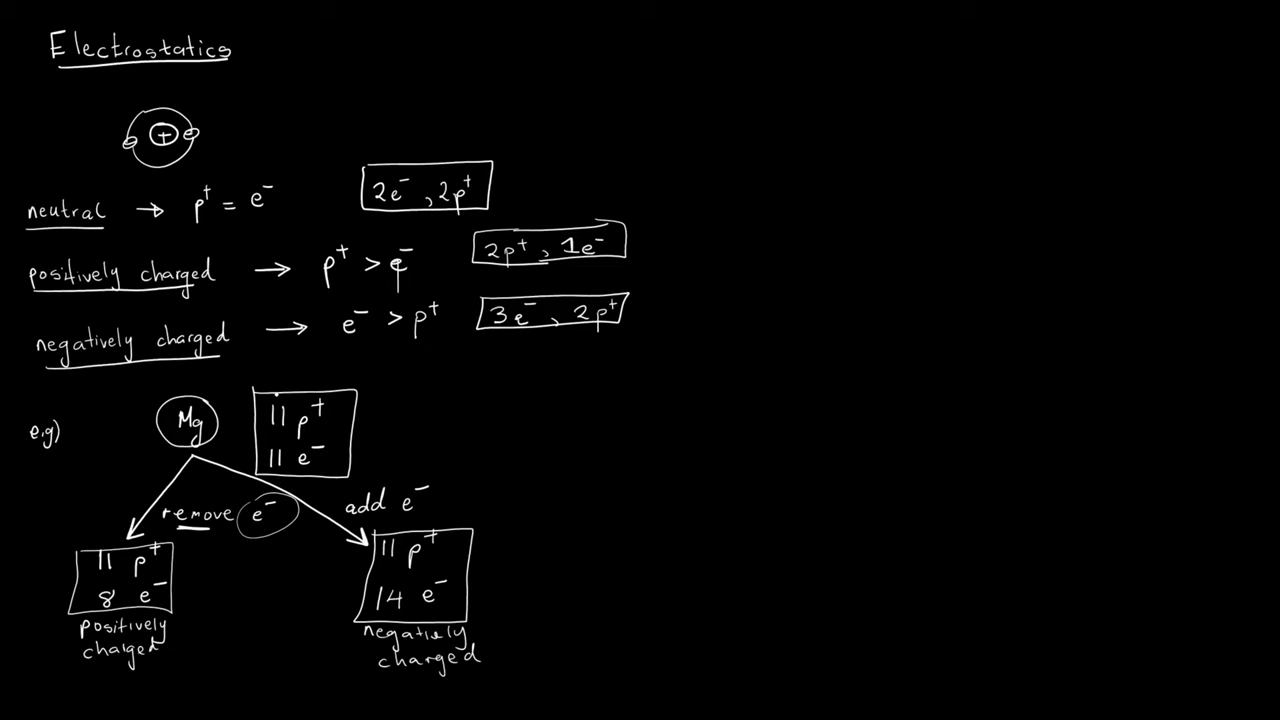 Electrostatics
+
neutral → p⁺ = e⁻ 2e⁻, 2p⁺
positively charged → p⁺ > e⁻ 2p⁺, 1e⁻
negatively charged → e⁻ > p⁺ 3e⁻, 2p⁺
e.g) Mg 11 p⁺
11 e⁻
remove e⁻ add e⁻
11 p⁺
8 e⁻
positively
charged
11 p⁺
14 e⁻
negatively
charged